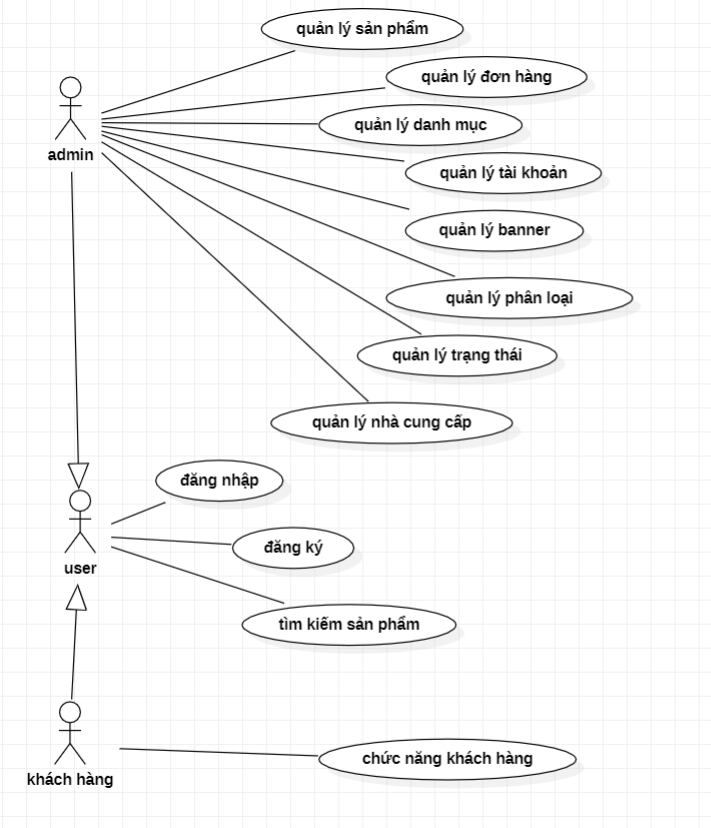 quản lý sản phẩm
quản lý đơn hàng
quản lý danh mục
admin
quản lý tài khoản
quản lý banner
quản lý phân loại
quản lý trạng thái
quản lý nhà cung cấp
đăng nhập
đăng ký
user
tìm kiếm sản phẩm
chức năng khách hàng
khách hàng